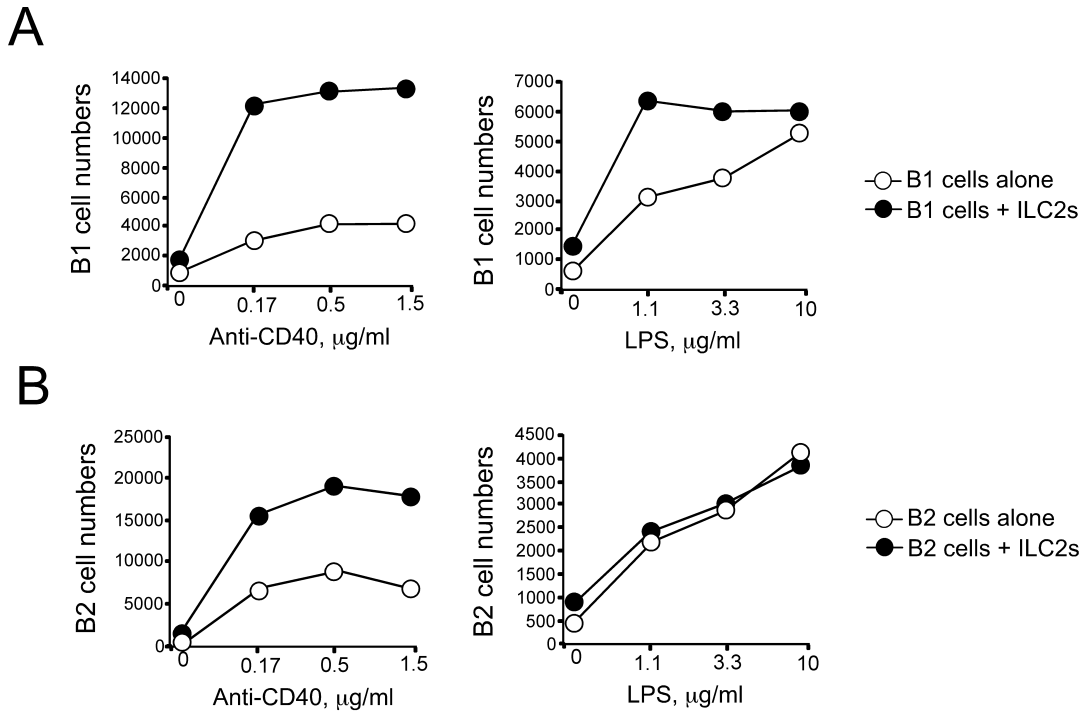 A
14000
12000
10000
8000
6000
4000
2000
0
B1 cell numbers
0 0.17 0.5 1.5
Anti-CD40, μg/ml
7000
6000
5000
4000
3000
2000
1000
0
B1 cell numbers
0 1.1 3.3 10
LPS, μg/ml
B1 cells alone
B1 cells + ILC2s
B
25000
20000
15000
10000
5000
0
B2 cell numbers
0 0.17 0.5 1.5
Anti-CD40, μg/ml
4500
4000
3500
3000
2500
2000
1500
1000
500
0
B2 cell numbers
0 1.1 3.3 10
LPS, μg/ml
B2 cells alone
B2 cells + ILC2s